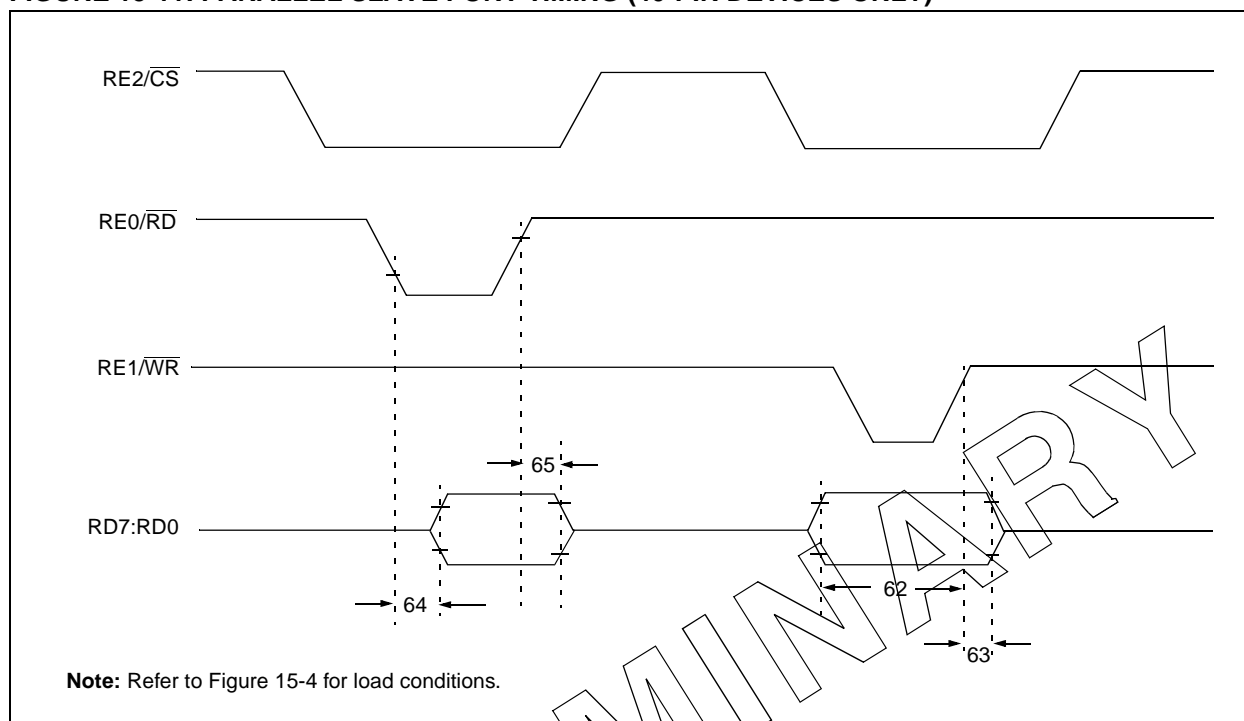 RE2/CS
RE0/RD
RE1/WR
65
RD7:RD0
62
64
63
Note: Refer to Figure 15-4 for load conditions.
MINARY